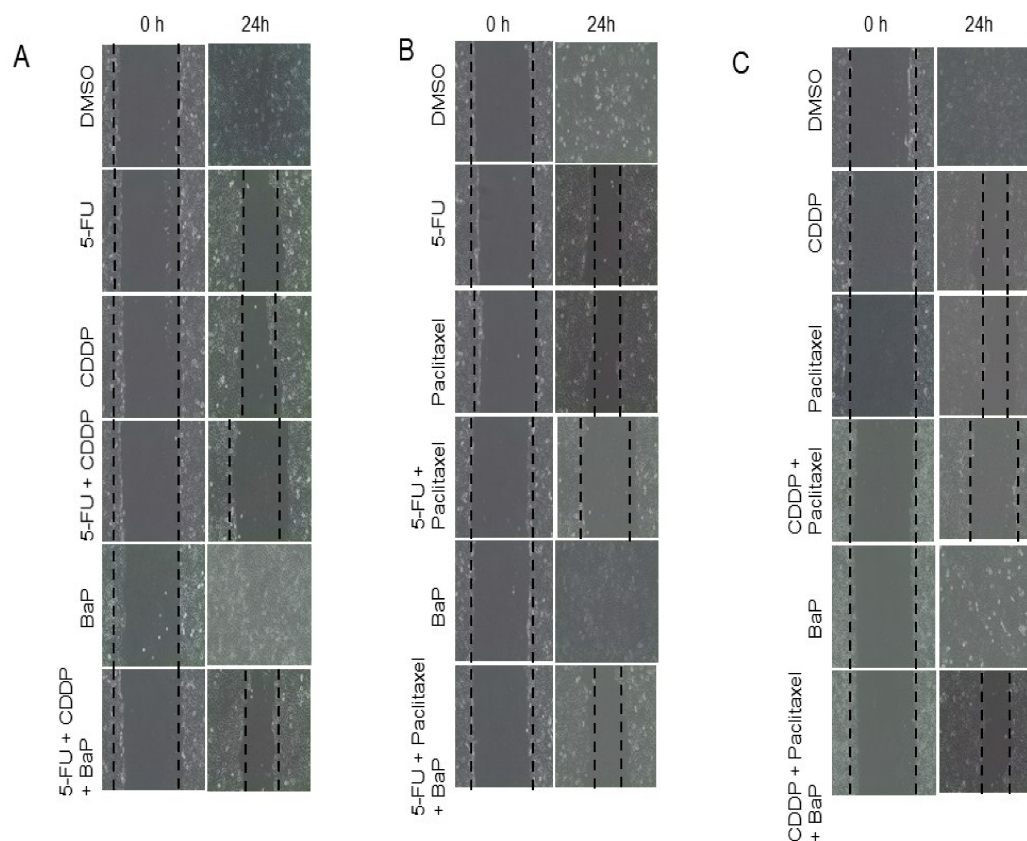 A
0 h 24h
DMSO
5-FU
CDDP
5-FU + CDDP
BaP
5-FU + CDDP
+ BaP
B
0 h 24h
DMSO
5-FU
Paclitaxel
5-FU +
Paclitaxel
BaP
5-FU + Paclitaxel
+ BaP
C
0 h 24h
DMSO
CDDP
Paclitaxel
CDDP +
Paclitaxel
BaP
CDDP + Paclitaxel
+ BaP